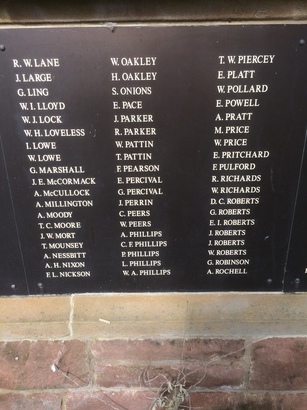 R. W. LANE
J. LARGE
G. LING
W. I. LLOYD
W. J. LOCK
W. H. LOVELESS
I. LOWE
W. LOWE
G. MARSHALL
J. E. McCORMACK
A. McCULLOCK
A. MILLINGTON
A. MOODY
T. C. MOORE
J. W. MORT
T. MOUNSEY
A. NESSBITT
A. H. NIXON
F. L. NICKSON
W. OAKLEY
H. OAKLEY
S. ONIONS
E. PACE
J. PARKER
R. PARKER
W. PATTIN
T. PATTIN
F. PEARSON
E. PERCIVAL
G. PERCIVAL
J. PERRIN
C. PEERS
W. PEERS
A. PHILLIPS
C. F. PHILLIPS
P. PHILLIPS
L. PHILLIPS
W. A. PHILLIPS
T. W. PIERCEY
E. PLATT
W. POLLARD
E. POWELL
A. PRATT
M. PRICE
W. PRICE
E. PRITCHARD
F. PULFORD
R. RICHARDS
W. RICHARDS
D. C. ROBERTS
G. ROBERTS
E. I. ROBERTS
J. ROBERTS
J. ROBERTS
W. ROBERTS
G. ROBINSON
A. ROCHELL